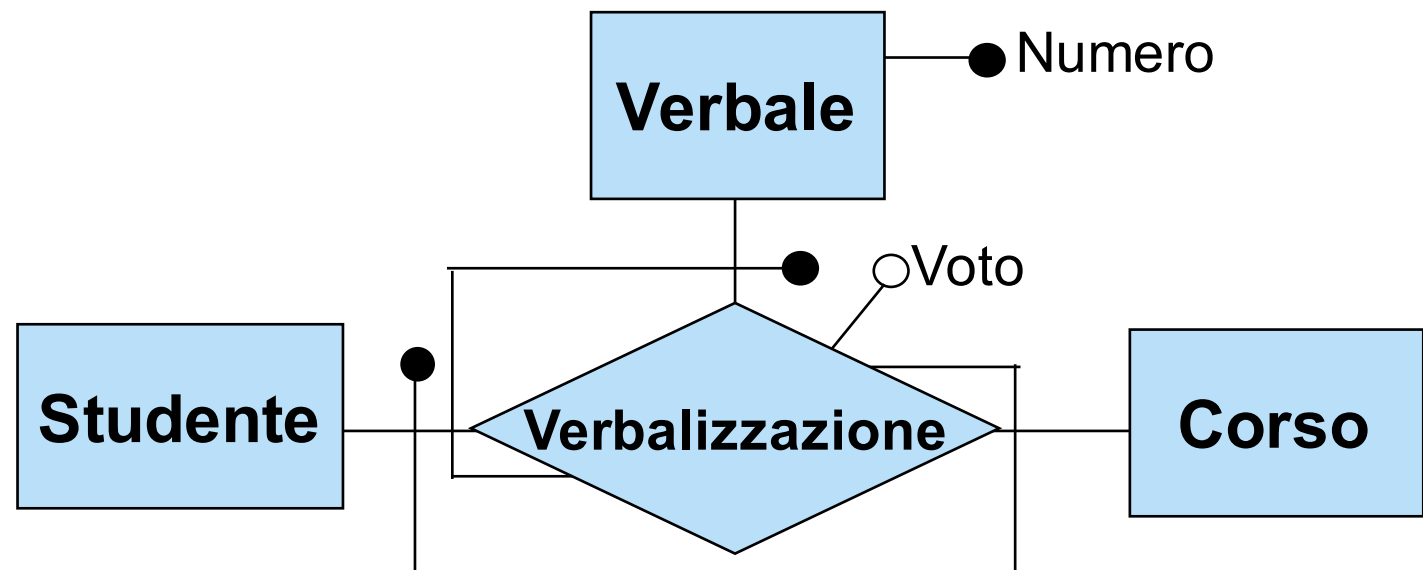 Numero
Verbale
Voto
Studente
Verbalizzazione
Corso